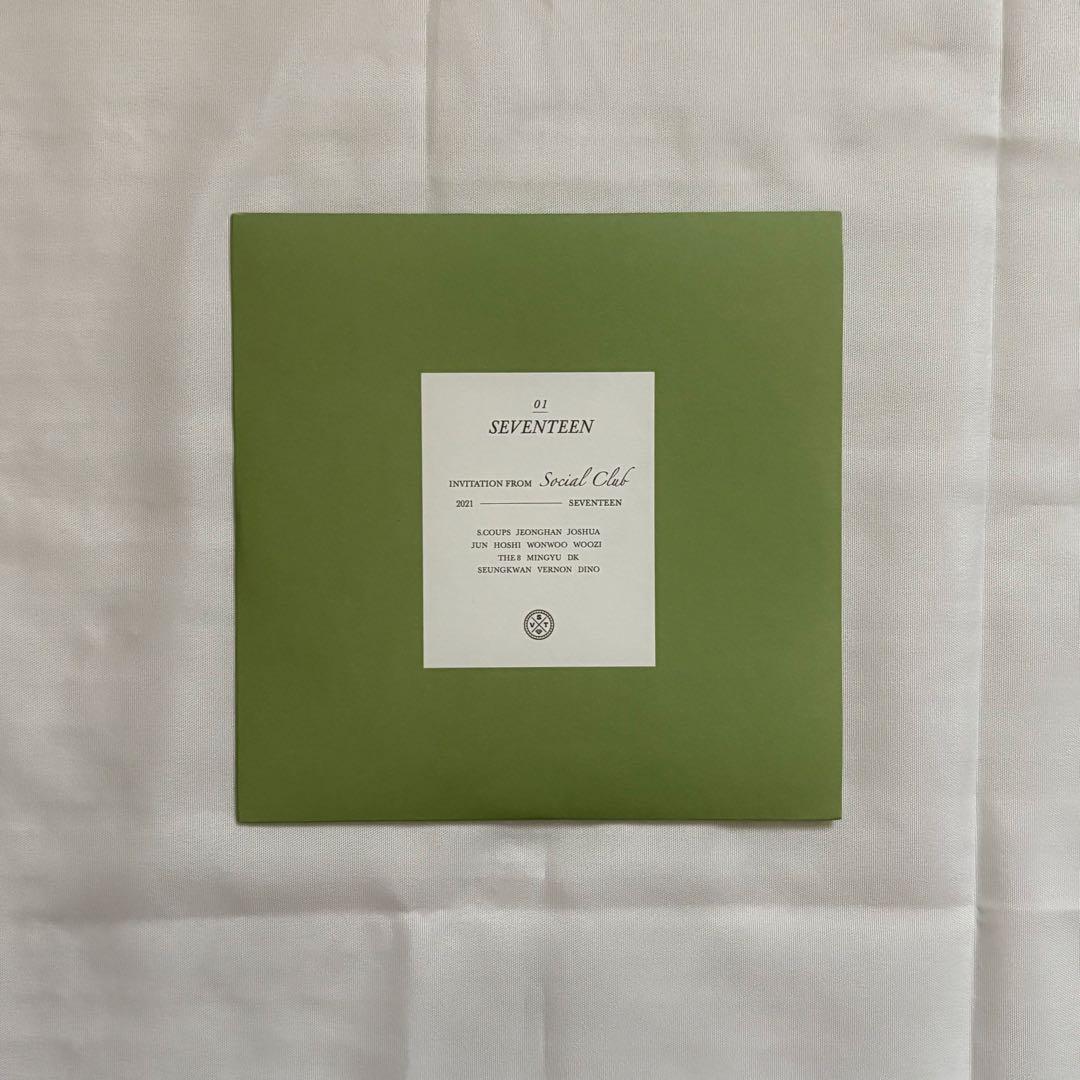 01
SEVENTEEN
INVITATION FROM Social Club
2021 SEVENTEEN
S.COUPS JEONGHAN JOSHUA
JUN HOSHI WONWOO WOOZI
THE 8 MINGYU DK
SEUNGKWAN VERNON DINO
S
V T